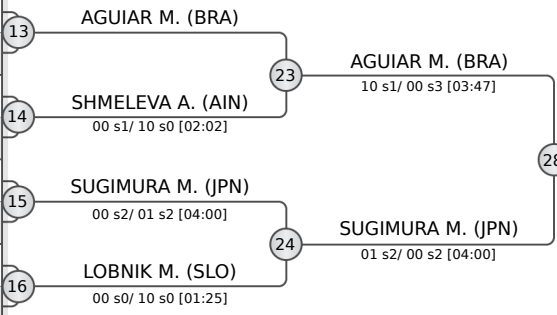 13
AGUIAR M. (BRA)
23
AGUIAR M. (BRA)
10 s1/ 00 s3 [03:47]
14
SHMELEVA A. (AIN)
00 s1/ 10 s0 [02:02]
28
15
SUGIMURA M. (JPN)
00 s2/ 01 s2 [04:00]
24
SUGIMURA M. (JPN)
01 s2/ 00 s2 [04:00]
16
LOBNIK M. (SLO)
00 s0/ 10 s0 [01:25]